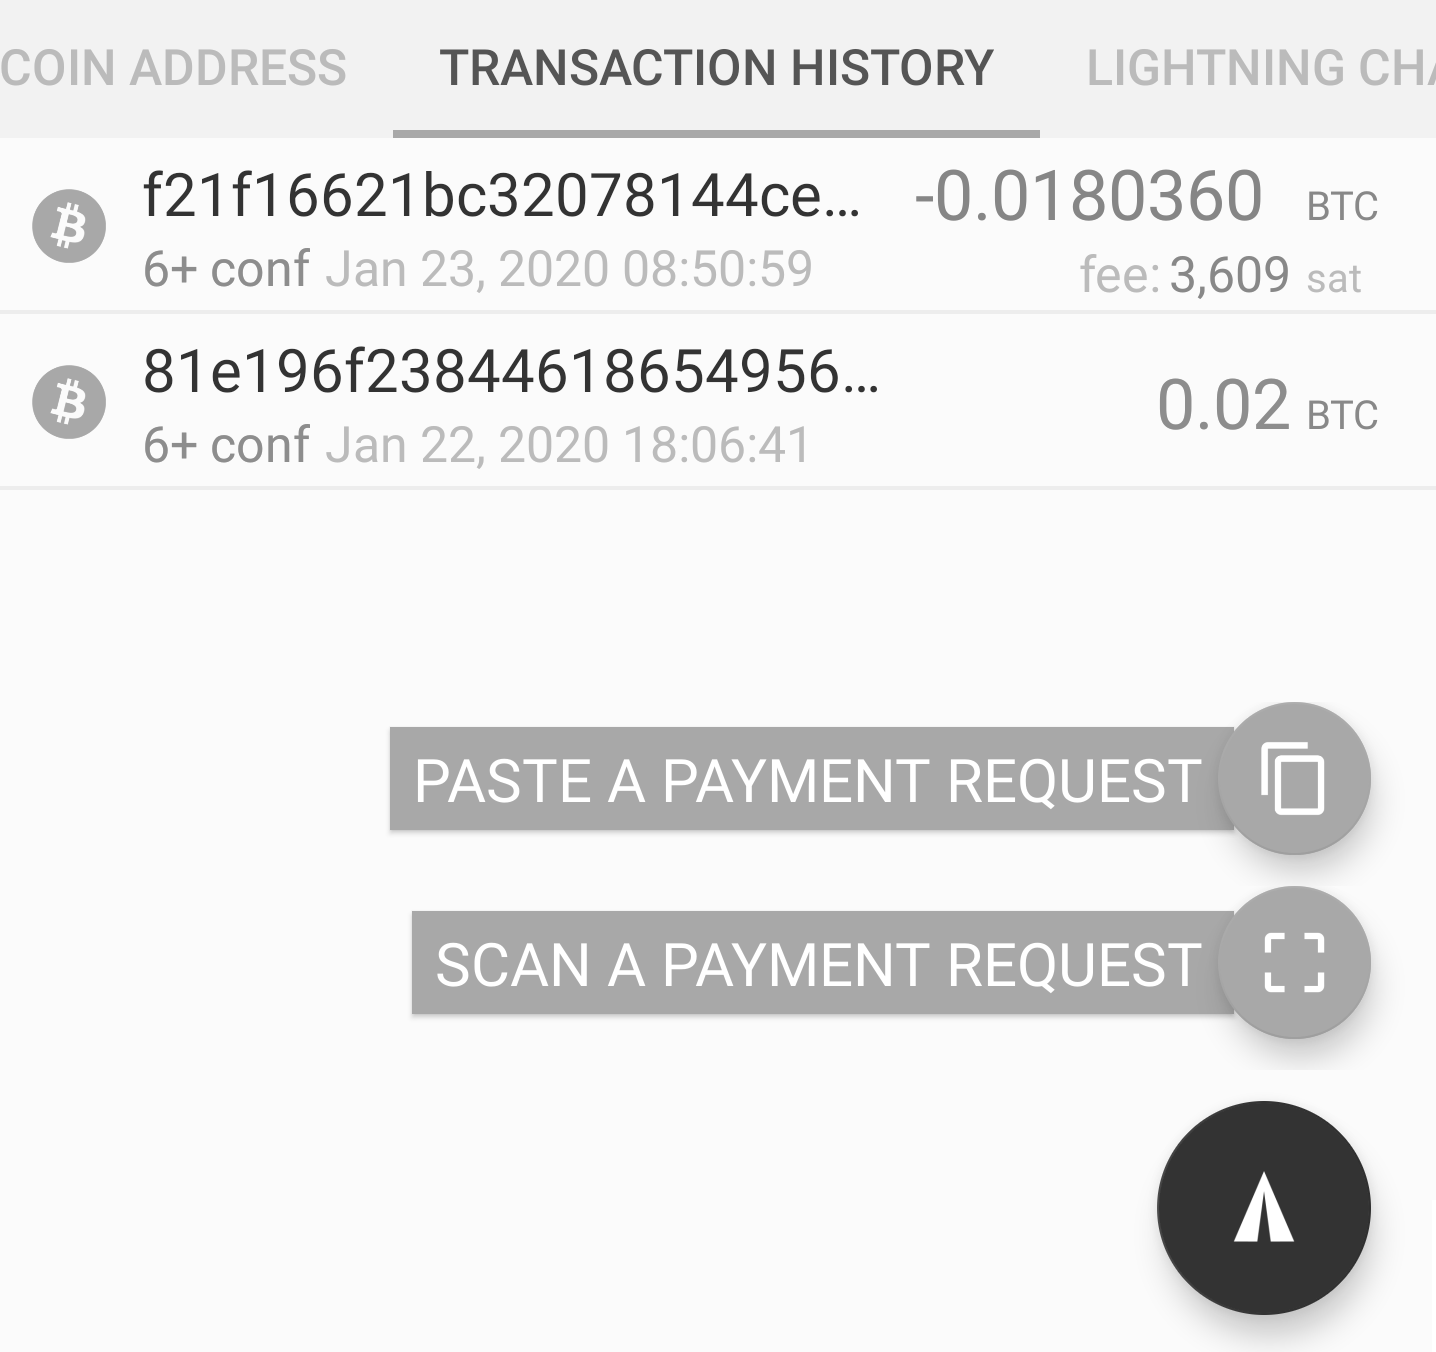 COIN ADDRESS TRANSACTION HISTORY LIGHTNING CHA
f21f16621bc32078144ce... -0.0180360 BTC
6+ conf Jan 23, 2020 08:50:59 fee: 3,609 sat
81e196f23844618654956... 0.02 BTC
6+ conf Jan 22, 2020 18:06:41
PASTE A PAYMENT REQUEST
SCAN A PAYMENT REQUEST